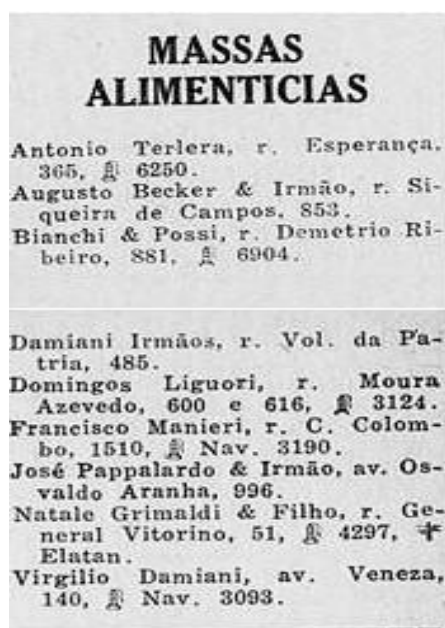 MASSAS
ALIMENTICIAS
Antonio Terlera, r. Esperança,
365, 6250.
Augusto Becker & Irmão, r. Si-
queira de Campos, 853.
Bianchi & Possi, r. Demetrio Ri-
beiro, 881, 6904.
Damiani Irmãos, r. Vol. da Pa-
tria, 485.
Domingos Liguori, r. Moura
Azevedo, 600 e 616, 3124.
Francisco Manieri, r. C. Colom-
bo, 1510, Nav. 3190.
José Pappalardo & Irmão, av. Os-
valdo Aranha, 996.
Natale Grimaldi & Filho, r. Ge-
neral Vitorino, 51, 4297,
Elatan.
Virgilio Damiani, av. Veneza,
140, Nav. 3093.